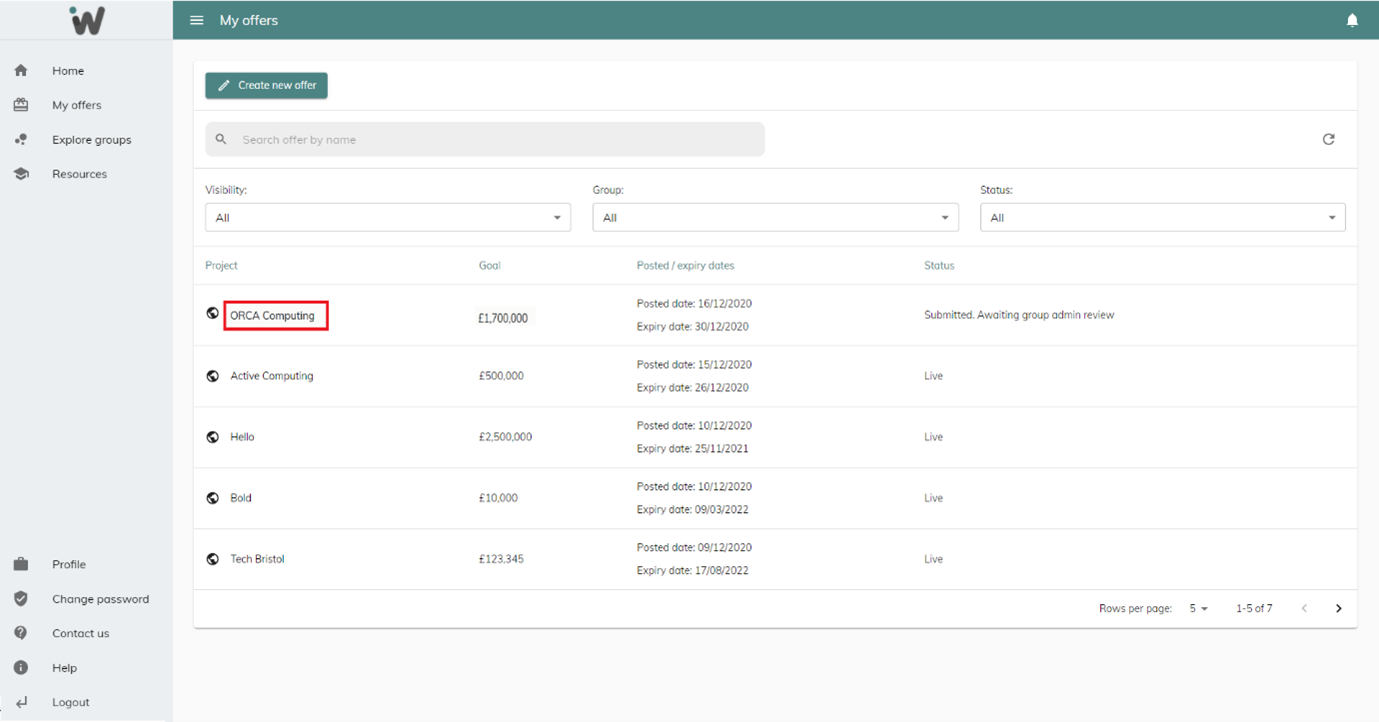 W
My offers
Home
My offers
Explore groups
Resources
Profile
Change password
Contact us
Help
Logout
Create new offer
Search offer by name
Visibility: Group: Status:
All All All
Project Goal Posted / expiry dates Status
ORCA Computing £1,700,000 Posted date: 16/12/2020 Submitted. Awaiting group admin review
Expiry date: 30/12/2020
Active Computing £500,000 Posted date: 15/12/2020 Live
Expiry date: 26/12/2020
Hello £2,500,000 Posted date: 10/12/2020 Live
Expiry date: 25/11/2021
Bold £10,000 Posted date: 10/12/2020 Live
Expiry date: 09/03/2022
Tech Bristol £123,345 Posted date: 09/12/2020 Live
Expiry date: 17/08/2022
Rows per page: 5 1-5 of 7